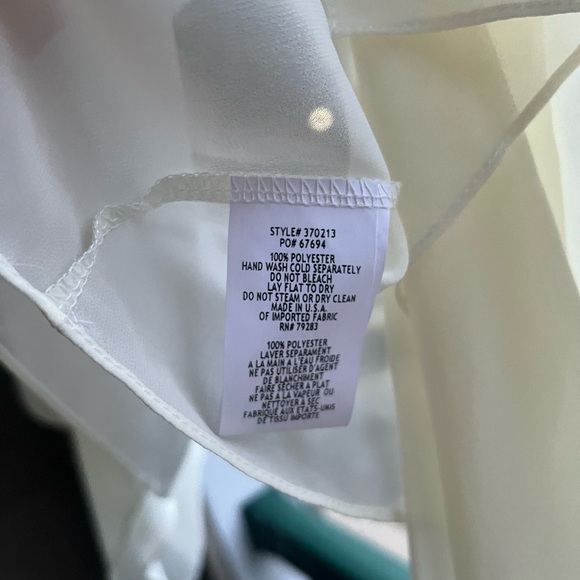 STYLE# 370213
PO# 67694
100% POLYESTER
HAND WASH COLD SEPARATELY
DO NOT BLEACH
LAY FLAT TO DRY
DO NOT STEAM OR DRY CLEAN
MADE IN U.S.A.
OF IMPORTED FABRIC
RN# 79283
100% POLYESTER
LAVER SEPARAMENT
A LA MAIN A L'EAU FROIDE
NE PAS UTILISER D'AGENT
DE BLANCHIMENT
FAIRE SÉCHER A PLAT
NE PAS A LA VAPEUR OU
NETTOYER A SEC
FABRIQUE AUX ETATS-UNIS
DE TISSU IMPORTE